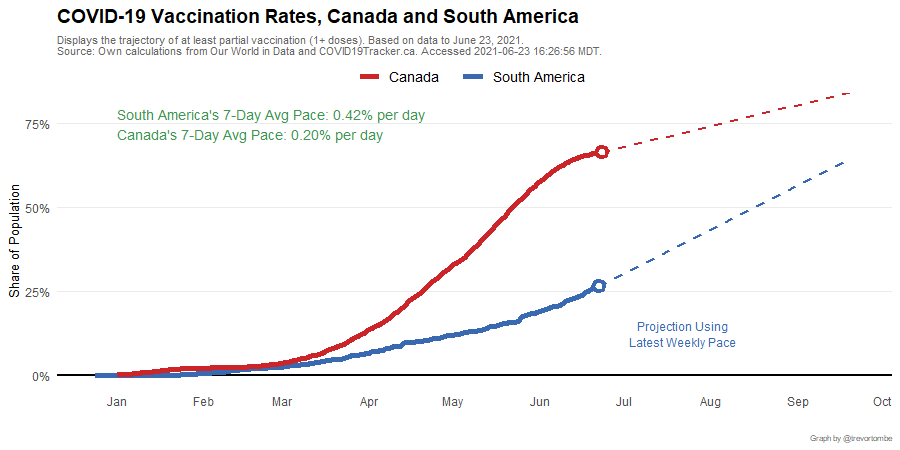 COVID-19 Vaccination Rates, Canada and South America
Displays the trajectory of at least partial vaccination (1+ doses). Based on data to June 23, 2021.
Source: Own calculations from Our World in Data and COVID19Tracker.ca. Accessed 2021-06-23 16:26:56 MDT.
Canada South America
South America's 7-Day Avg Pace: 0.42% per day
Canada's 7-Day Avg Pace: 0.20% per day
75%
50%
25%
0%
Share of Population
Projection Using
Latest Weekly Pace
Jan Feb Mar Apr May Jun Jul Aug Sep Oct
Graph by @trevortombe